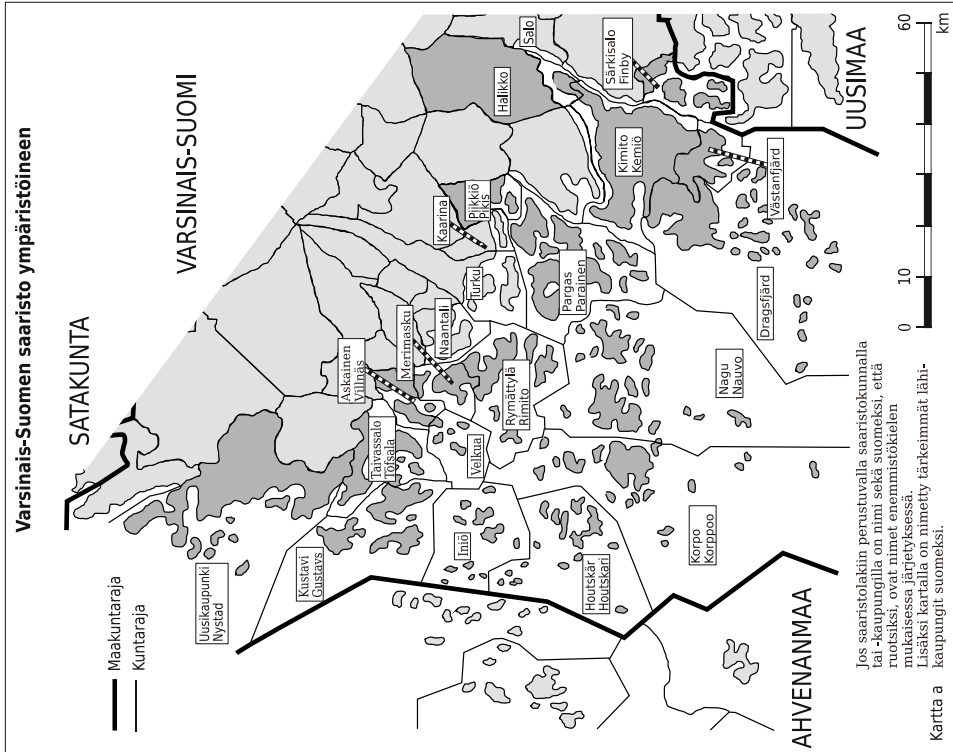 Varsinais-Suomen saaristo ympäristöineen
Maakuntaraja
Kuntaraja
SATAKUNTA
VARSINAIS-SUOMI
Uusikaupunki
Nystad
Kustavi
Gustavs
Taivassalo
Tofsala
Askainen
Villnäs
Merimasku
Naantali
Turku
Kaarina
Piikkiö
Pikis
Halikko
Salo
Särkisalo
Finby
Iniö
Velkua
Rymättylä
Rimito
Pargas
Parainen
Kimito
Kemiö
Houtskär
Houtskari
Korpo
Korppoo
Nagu
Nauvo
Dragsfjärd
Västanfjärd
AHVENANMAA
UUSIMAA
Jos saaristolakiin perustuvalla saaristokunnalla
tai -kaupungilla on nimi sekä suomeksi, että
ruotsiksi, ovat nimet enemmistökielen
mukaisessa järjetyksessä.
Lisäksi kartalla on nimetty tärkeimmät lähi-
kaupungit suomeksi.
Kartta a
0 10 60
km